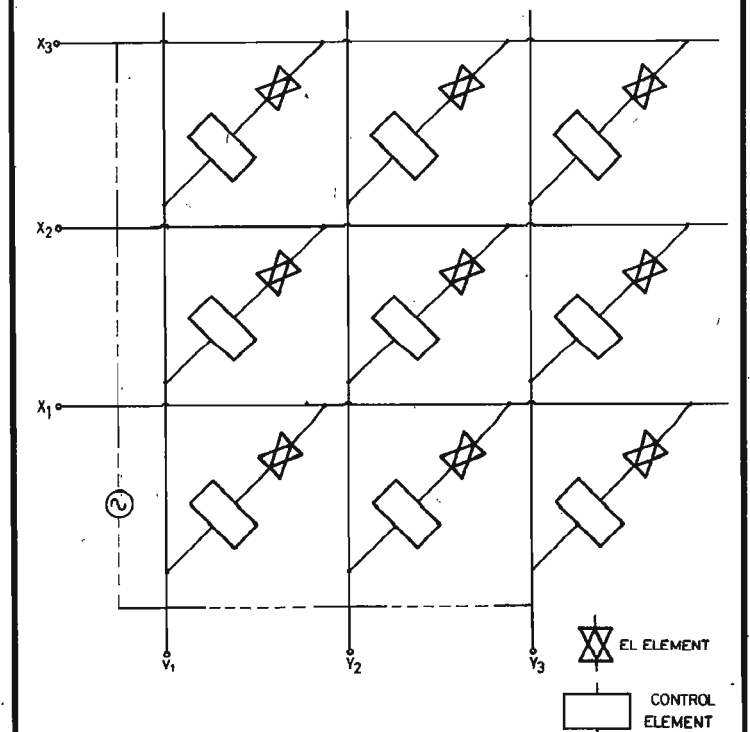 X3
X2
X1
Y1
Y2
Y3
EL ELEMENT
CONTROL
ELEMENT